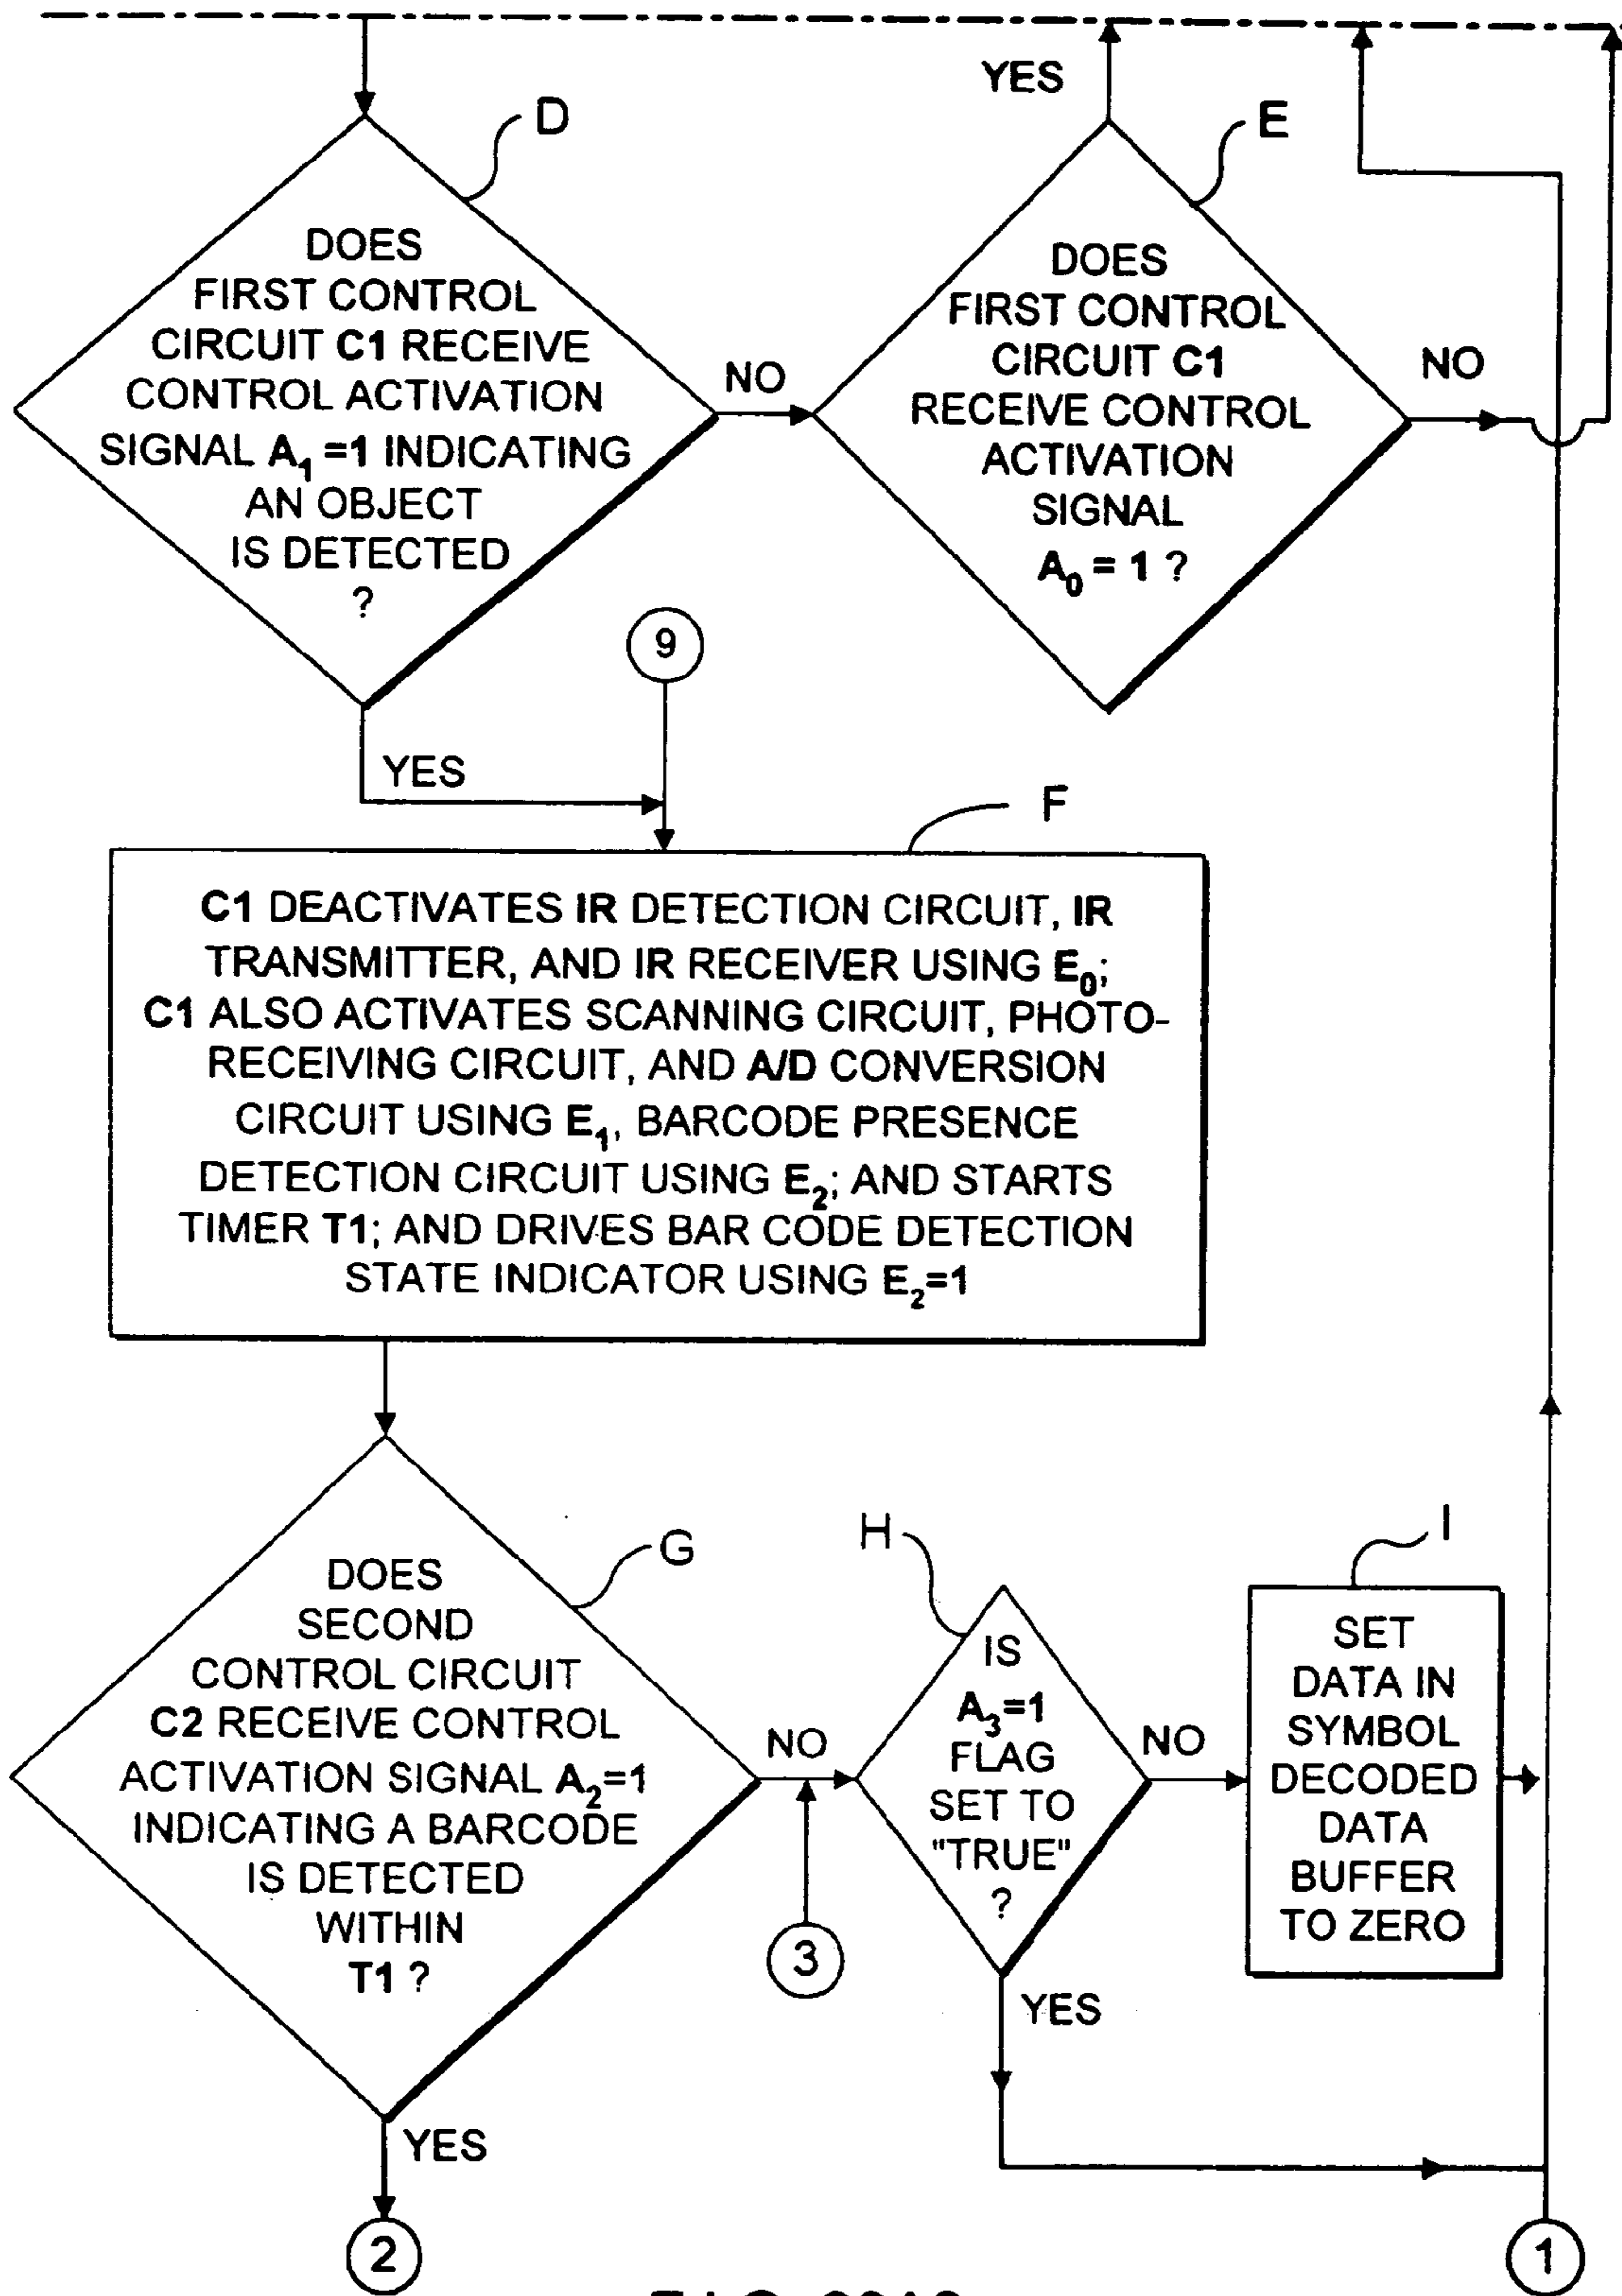 D
DOES
FIRST CONTROL
CIRCUIT C1 RECEIVE
CONTROL ACTIVATION
SIGNAL A1 =1 INDICATING
AN OBJECT
IS DETECTED
?
NO
YES
YES
E
DOES
FIRST CONTROL
CIRCUIT C1
RECEIVE CONTROL
ACTIVATION
SIGNAL
A0 = 1 ?
NO
9
F
C1 DEACTIVATES IR DETECTION CIRCUIT, IR
TRANSMITTER, AND IR RECEIVER USING E0;
C1 ALSO ACTIVATES SCANNING CIRCUIT, PHOTO-
RECEIVING CIRCUIT, AND A/D CONVERSION
CIRCUIT USING E1, BARCODE PRESENCE
DETECTION CIRCUIT USING E2; AND STARTS
TIMER T1; AND DRIVES BAR CODE DETECTION
STATE INDICATOR USING E2=1
G
DOES
SECOND
CONTROL CIRCUIT
C2 RECEIVE CONTROL
ACTIVATION SIGNAL A2=1
INDICATING A BARCODE
IS DETECTED
WITHIN
T1 ?
NO
3
YES
2
H
IS
A3=1
FLAG
SET TO
"TRUE"
?
NO
YES
I
SET
DATA IN
SYMBOL
DECODED
DATA
BUFFER
TO ZERO
1